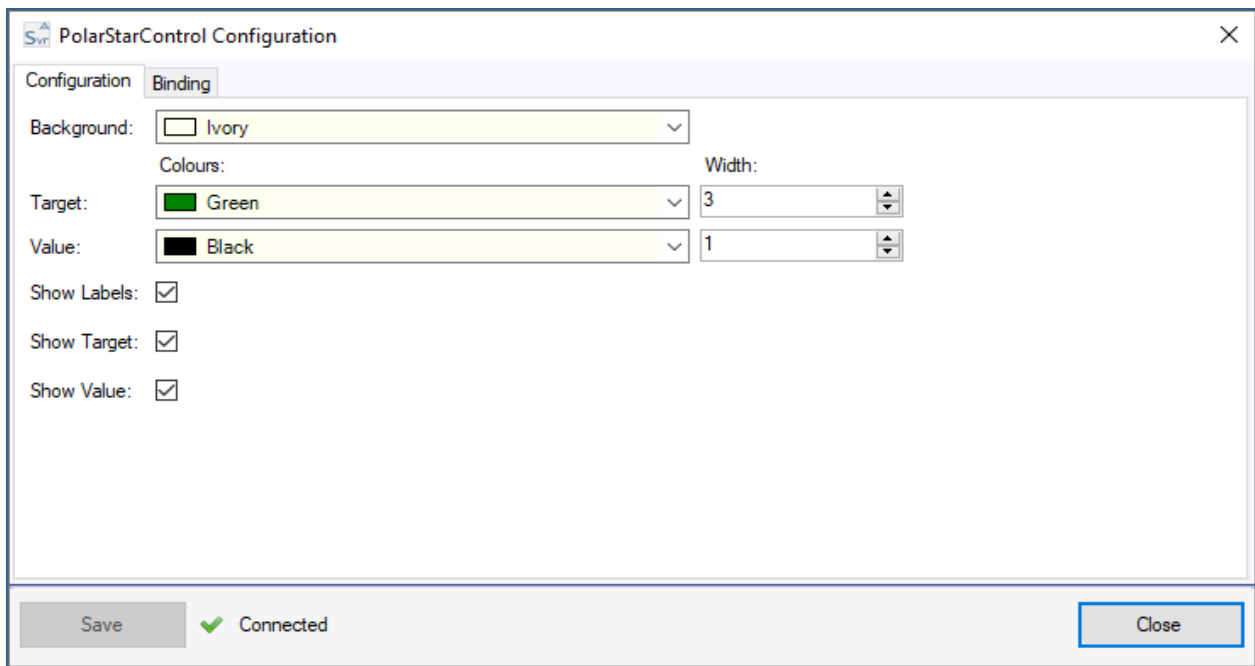 Svr PolarStarControl Configuration
Configuration Binding
Background: Ivory
Colours: Width:
Target: Green 3
Value: Black 1
Show Labels:
Show Target:
Show Value:
Save Connected Close